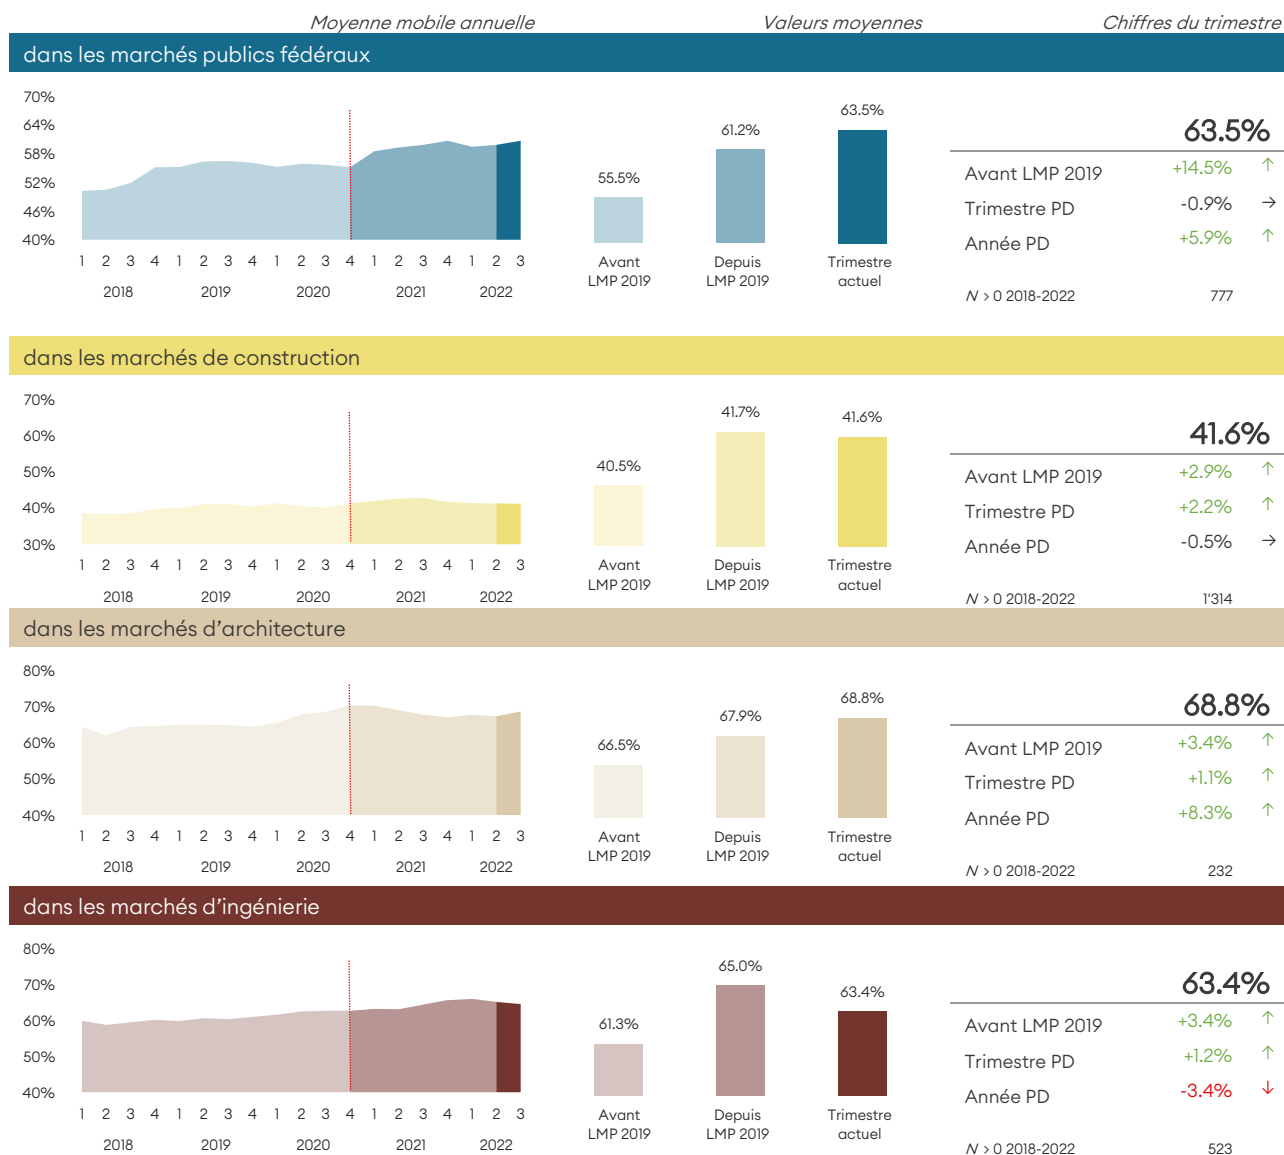 Moyenne mobile annuelle Valeurs moyennes Chiffres du trimestre
dans les marchés publics fédéraux
70%
64%
58%
52%
46%
40%
1 2 3 4 1 2 3 4 1 2 3 4 1 2 3 4 1 2 3
2018 2019 2020 2021 2022
55.5%
61.2%
63.5%
Avant LMP 2019
Depuis LMP 2019
Trimestre actuel
63.5%
Avant LMP 2019 +14.5% ↑
Trimestre PD -0.9% →
Année PD +5.9% ↑
N > 0 2018-2022 777
dans les marchés de construction
70%
60%
50%
40%
30%
1 2 3 4 1 2 3 4 1 2 3 4 1 2 3 4 1 2 3
2018 2019 2020 2021 2022
40.5%
41.7%
41.6%
Avant LMP 2019
Depuis LMP 2019
Trimestre actuel
41.6%
Avant LMP 2019 +2.9% ↑
Trimestre PD +2.2% ↑
Année PD -0.5% →
N > 0 2018-2022 1'314
dans les marchés d'architecture
80%
70%
60%
50%
40%
1 2 3 4 1 2 3 4 1 2 3 4 1 2 3 4 1 2 3
2018 2019 2020 2021 2022
66.5%
67.9%
68.8%
Avant LMP 2019
Depuis LMP 2019
Trimestre actuel
68.8%
Avant LMP 2019 +3.4% ↑
Trimestre PD +1.1% ↑
Année PD +8.3% ↑
N > 0 2018-2022 232
dans les marchés d'ingénierie
80%
70%
60%
50%
40%
1 2 3 4 1 2 3 4 1 2 3 4 1 2 3 4 1 2 3
2018 2019 2020 2021 2022
61.3%
65.0%
63.4%
Avant LMP 2019
Depuis LMP 2019
Trimestre actuel
63.4%
Avant LMP 2019 +3.4% ↑
Trimestre PD +1.2% ↑
Année PD -3.4% ↓
N > 0 2018-2022 523